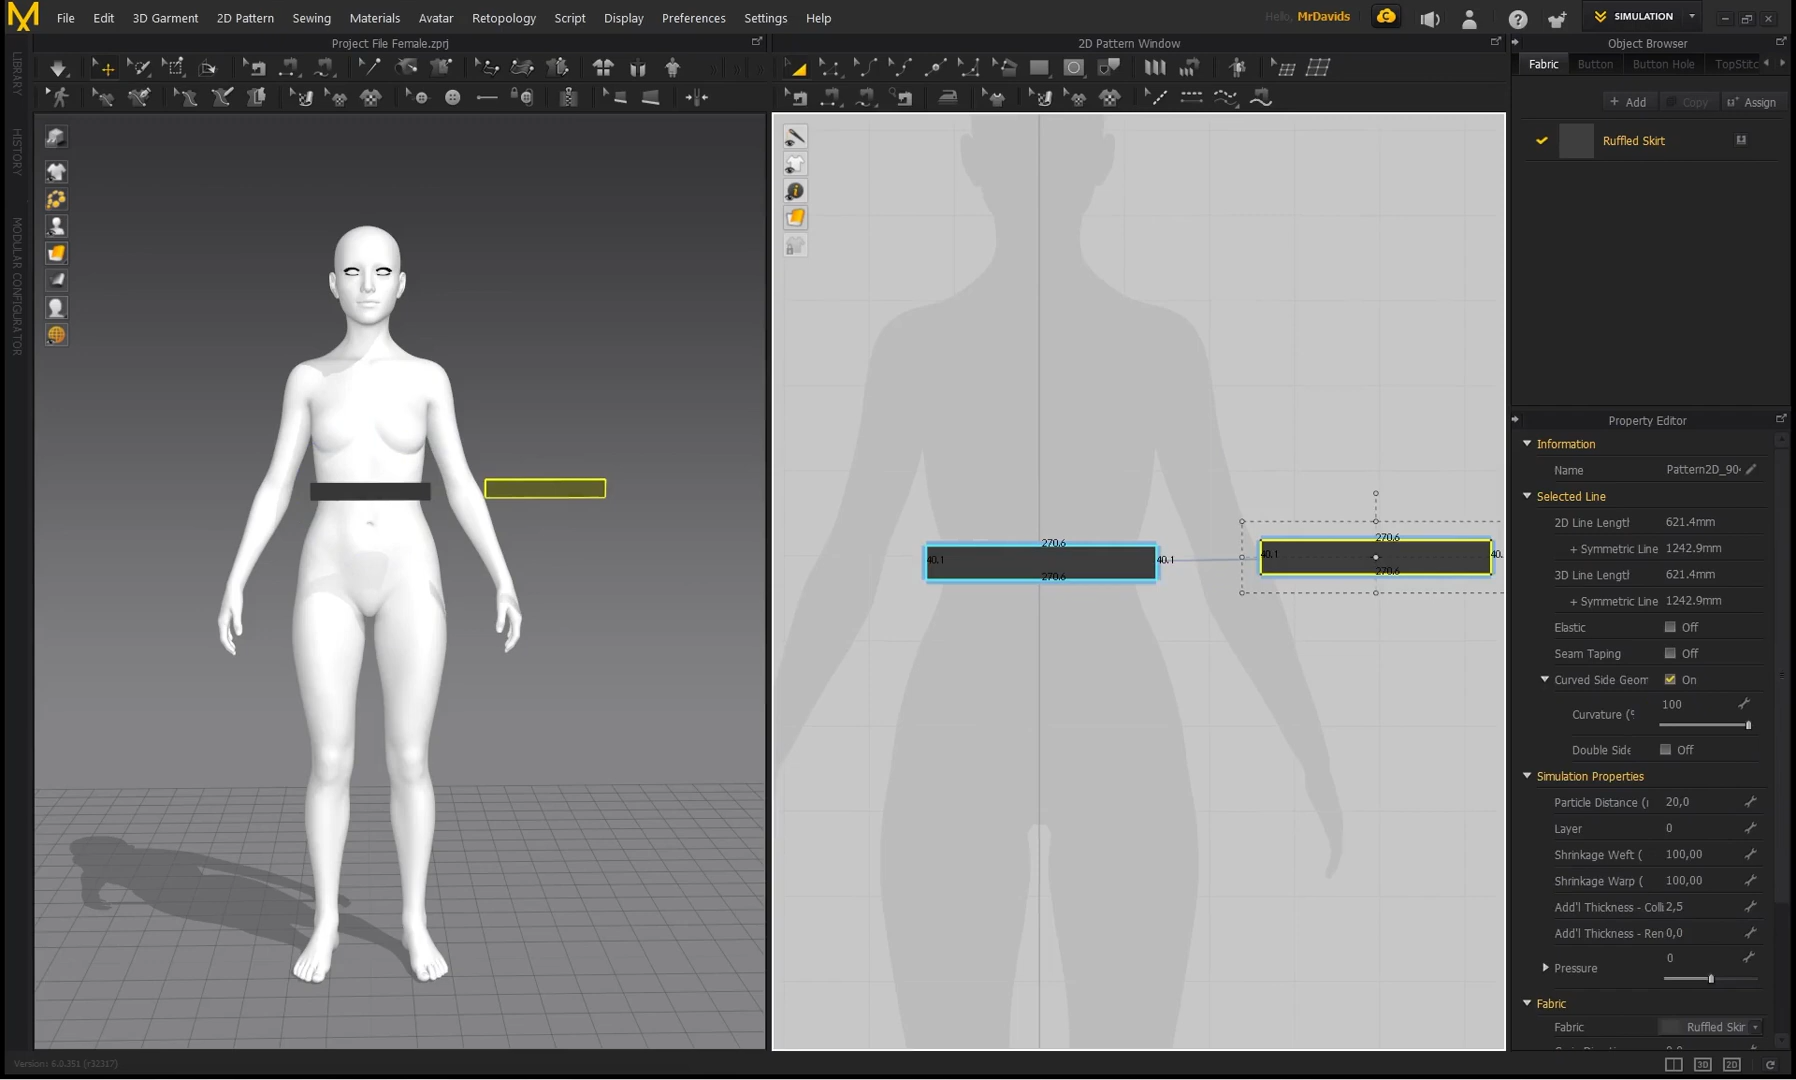 File Edit 3D Garment 2D Pattern Sewing Materials Avatar Retopology Script Display Preferences Settings Help
Hello, MrDavids
SIMULATION
Project File Female.zprj
2D Pattern Window
Object Browser
Fabric Button Button Hole TopStitc
+ Add Copy Assign
Ruffled Skirt
LIBRARY
HISTORY
MODULAR CONFIGURATOR
270.6
40.1 40.1
270.6
270.6
40.1 40.
270.6
Property Editor
Information
Name Pattern2D_90
Selected Line
2D Line Length 621.4mm
+ Symmetric Line 1242.9mm
3D Line Length 621.4mm
+ Symmetric Line 1242.9mm
Elastic Off
Seam Taping Off
Curved Side Geom On
Curvature (° 100
Double Side Off
Simulation Properties
Particle Distance (r 20,0
Layer 0
Shrinkage Weft ( 100,00
Shrinkage Warp ( 100,00
Add'l Thickness - Colli 2,5
Add'l Thickness - Ren 0,0
Pressure 0
Fabric
Fabric Ruffled Skir
Version: 6.0.351 (r32317)
3D 2D